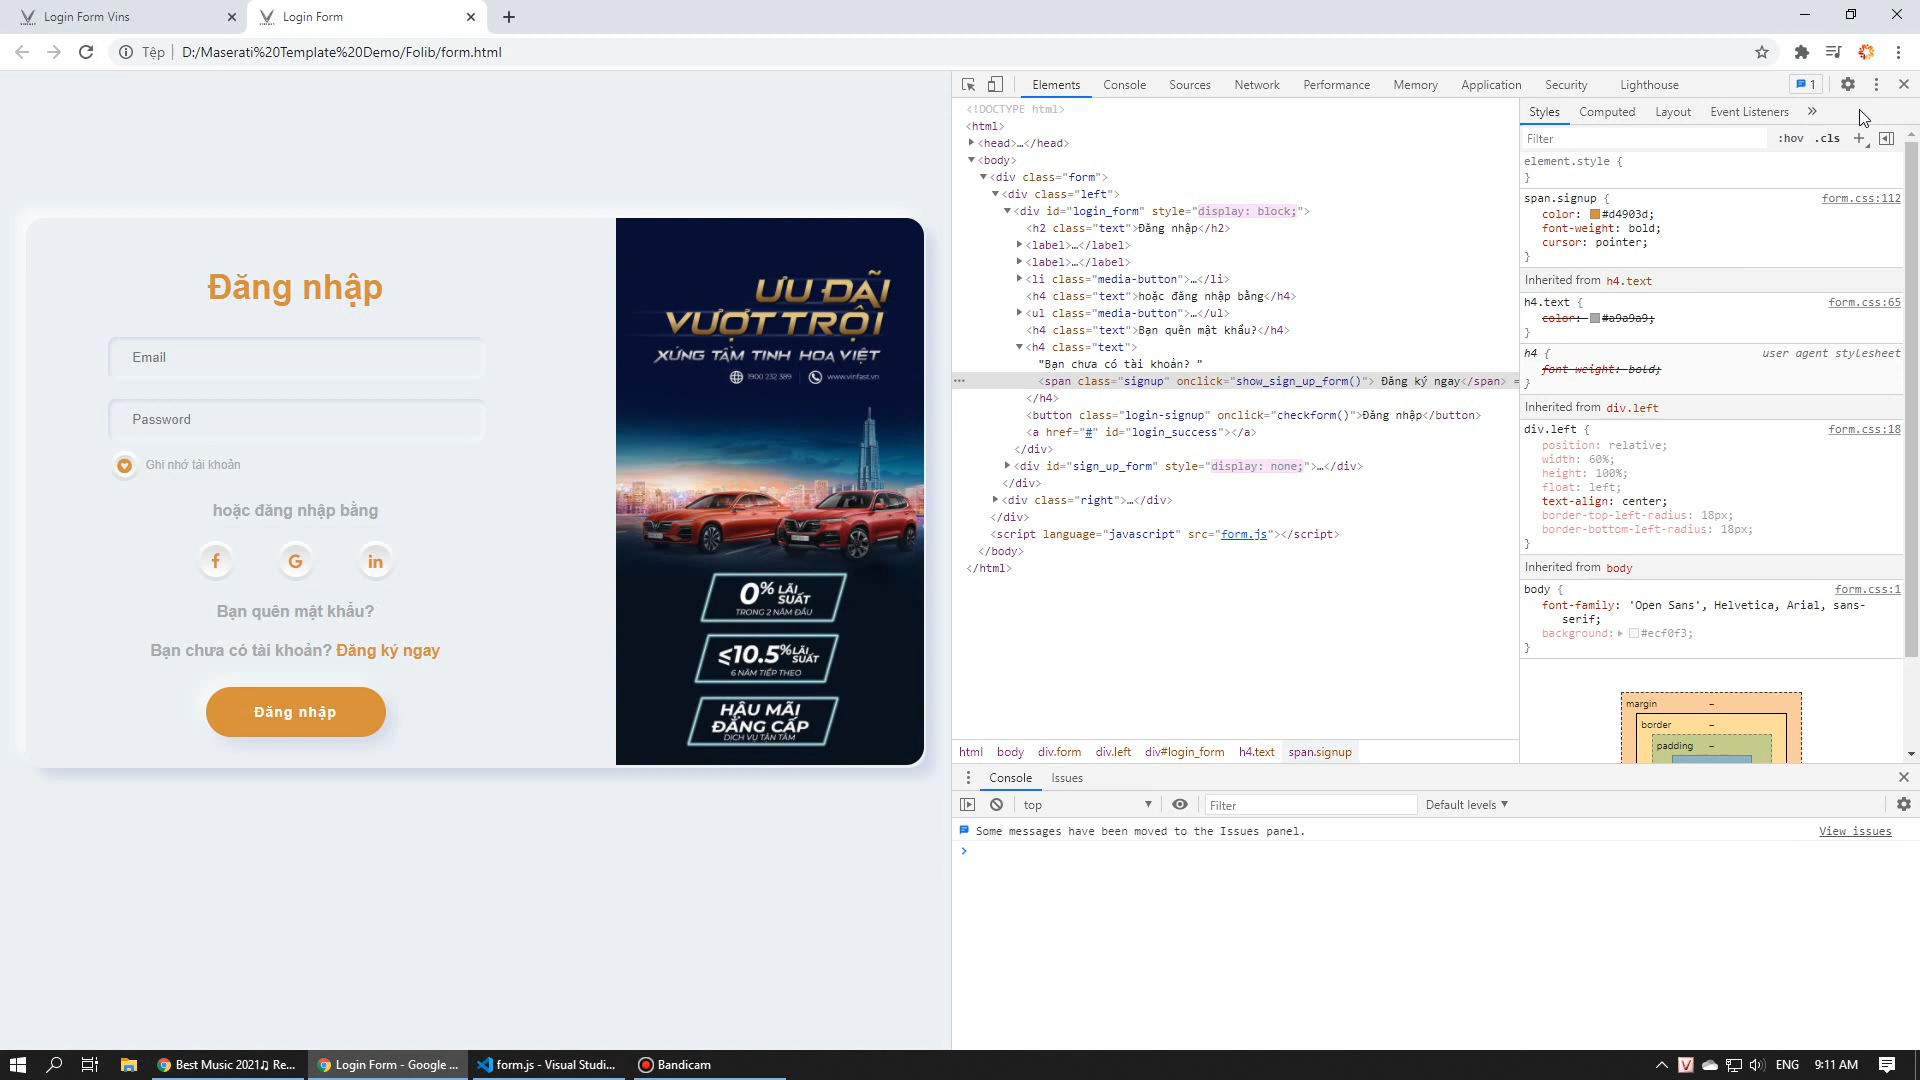 Login Form Vins
Login Form
Tệp
D:/Maserati%20Template%20Demo/Folib/form.html
Đăng nhập
Email
Password
Ghi nhớ tài khoản
hoặc đăng nhập bằng
Bạn quên mật khẩu?
Bạn chưa có tài khoản? Đăng ký ngay
Đăng nhập
ƯU ĐÃI
VƯỢT TRỘI
XỨNG TẦM TINH HOA VIỆT
1900 232 389 www.vinfast.vn
0% LÃI SUẤT
TRONG 2 NĂM ĐẦU
≤10.5% LÃI SUẤT
6 NĂM TIẾP THEO
HẬU MÃI
ĐẲNG CẤP
DỊCH VỤ TẬN TÂM
Elements Console Sources Network Performance Memory Application Security Lighthouse 1
<!DOCTYPE html>
<html>
<head>…</head>
<body>
<div class="form">
<div class="left">
<div id="login_form" style="display: block;">
<h2 class="text">Đăng nhập</h2>
<label>…</label>
<label>…</label>
<li class="media-button">…</li>
<h4 class="text">hoặc đăng nhập bằng</h4>
<ul class="media-button">…</ul>
<h4 class="text">Bạn quên mật khẩu?</h4>
<h4 class="text">
"Bạn chưa có tài khoản? "
<span class="signup" onclick="show_sign_up_form()"> Đăng ký ngay</span> =
</h4>
<button class="login-signup" onclick="checkform()">Đăng nhập</button>
<a href="#" id="login_success"></a>
</div>
<div id="sign_up_form" style="display: none;">…</div>
</div>
<div class="right">…</div>
</div>
<script language="javascript" src="form.js"></script>
</body>
</html>
html body div.form div.left div#login_form h4.text span.signup
Styles Computed Layout Event Listeners »
Filter :hov .cls +
element.style {
}
span.signup { form.css:112
color: #d4903d;
font-weight: bold;
cursor: pointer;
}
Inherited from h4.text
h4.text { form.css:65
color: #a9a9a9;
}
h4 { user agent stylesheet
font-weight: bold;
}
Inherited from div.left
div.left { form.css:18
position: relative;
width: 60%;
height: 100%;
float: left;
text-align: center;
border-top-left-radius: 18px;
border-bottom-left-radius: 18px;
}
Inherited from body
body { form.css:1
font-family: 'Open Sans', Helvetica, Arial, sans-
serif;
background: #ecf0f3;
}
margin –
border –
padding –
Console Issues
top Filter Default levels
Some messages have been moved to the Issues panel. View issues
Best Music 2021♫ Re...
Login Form - Google ...
form.js - Visual Studi...
Bandicam
ENG
9:11 AM